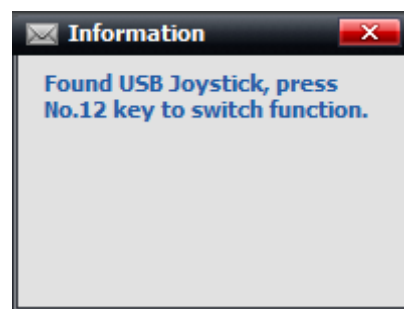 Information
Found USB Joystick, press
No.12 key to switch function.